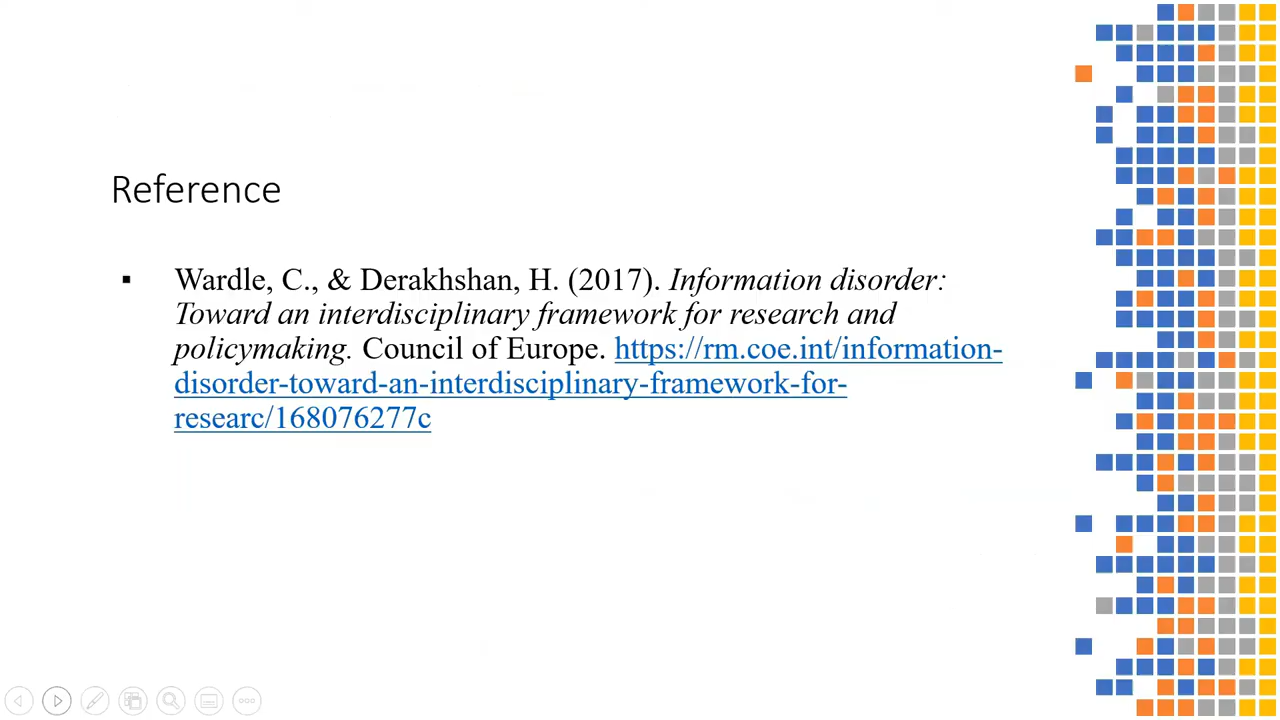 Reference
▪ Wardle, C., & Derakhshan, H. (2017). Information disorder:
Toward an interdisciplinary framework for research and
policymaking. Council of Europe. https://rm.coe.int/information-
disorder-toward-an-interdisciplinary-framework-for-
researc/168076277c